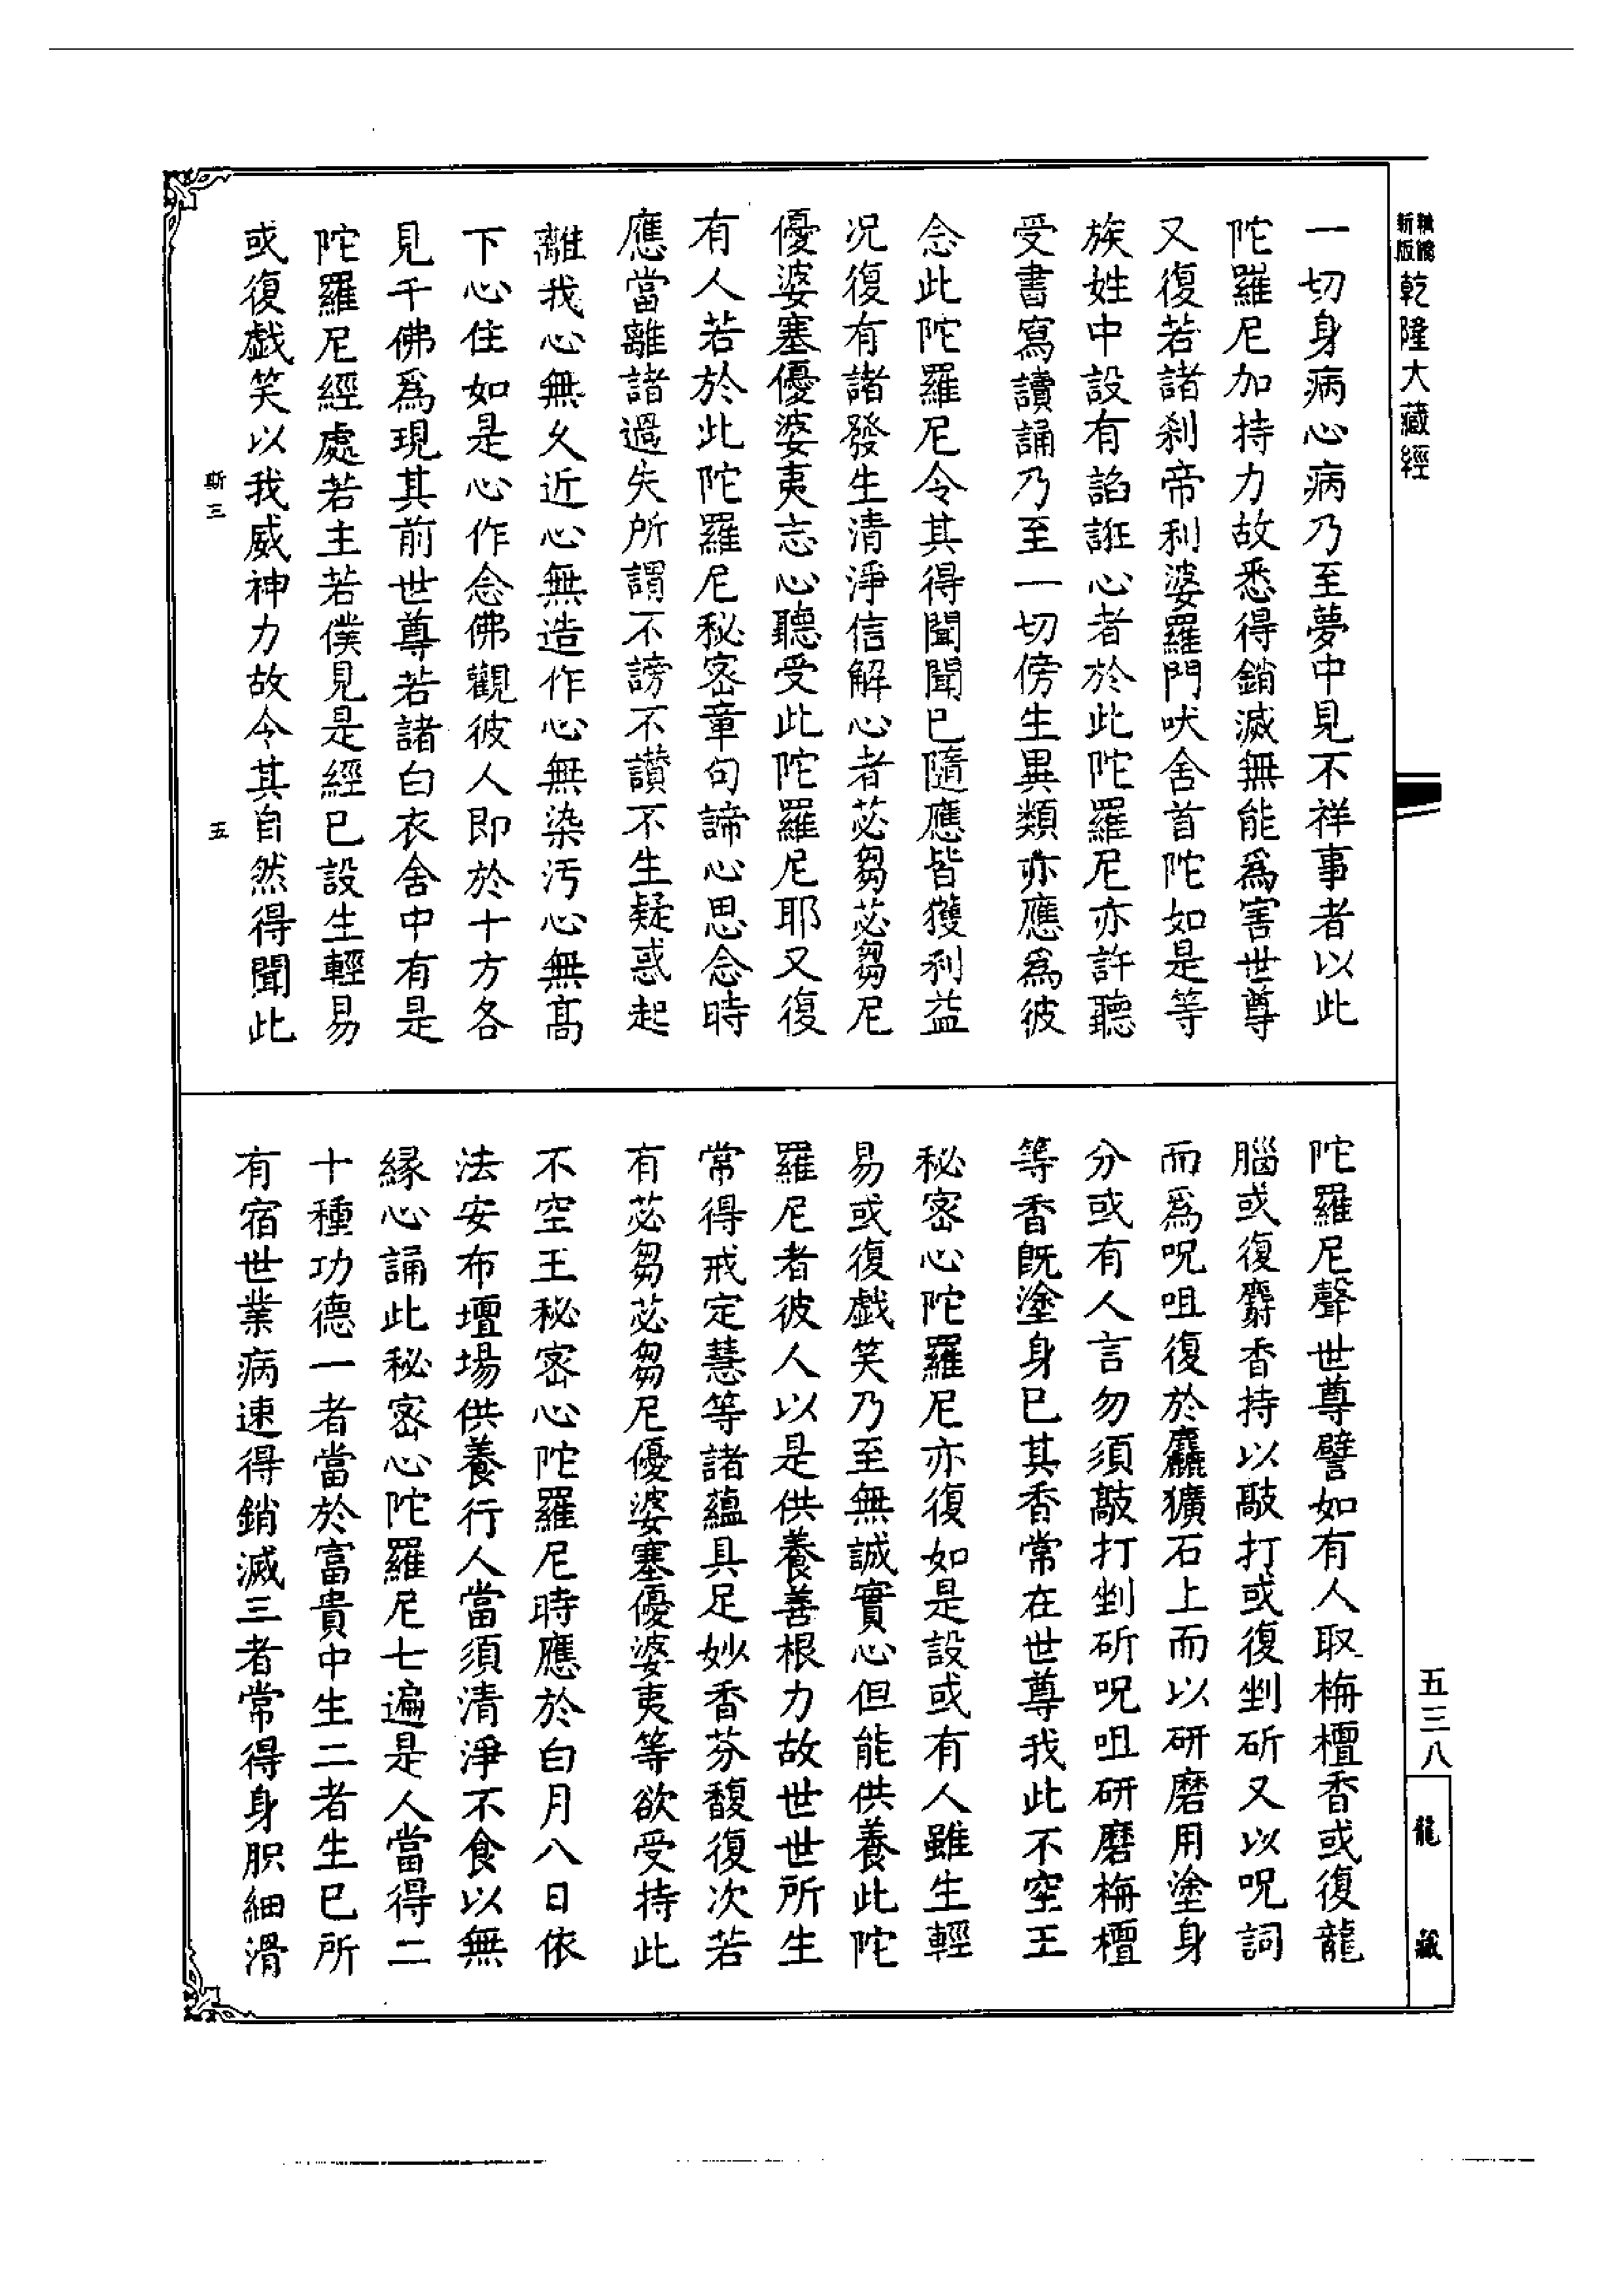 新版
乾隆大藏經
一切身病心病乃至夢中見不祥事者以此
陀羅尼加持力故悉得銷滅無能爲害世尊
又復若諸刹帝利婆羅門吠舍首陀如是等
族姓中設有諂誑心者於此陀羅尼亦許聽
受書寫讀誦乃至一切傍生異類亦應爲彼
念此陀羅尼令其得聞聞已隨應皆獲利益
况復有諸發生清淨信解心者苾芻苾芻尼
優婆塞優婆夷志心聽受此陀羅尼耶又復
有人若於此陀羅尼秘密章句諦心思念時
應當離諸過失所謂不謗不讚不生疑惑起
離我心無久近心無造作心無染汚心無高
下心住如是心作念佛觀彼人即於十方各
見千佛爲現其前世尊若諸白衣舍中有是
陀羅尼經處若主若僕見是經已設生輕易
或復戲笑以我威神力故令其自然得聞此
斯三
五
陀羅尼聲世尊譬如有人取栴檀香或復龍
腦或復麝香持以敲打或復剉斫又以呪詞
而爲呪咀復於麤獷石上而以研磨用塗身
分或有人言勿須敲打剉斫呪咀研磨栴檀
等香旣塗身已其香常在世尊我此不空王
秘密心陀羅尼亦復如是設或有人雖生輕
易或復戲笑乃至無誠實心但能供養此陀
羅尼者彼人以是供養善根力故世世所生
常得戒定慧等諸蘊具足妙香芬馥復次若
有苾芻苾芻尼優婆塞優婆夷等欲受持此
不空王秘密心陀羅尼時應於白月八日依
法安布壇場供養行人當須清淨不食以無
緣心誦此秘密心陀羅尼七遍是人當得二
十種功德一者當於富貴中生二者生已所
有宿世業病速得銷滅三者常得身胑細滑
五三八
龍藏